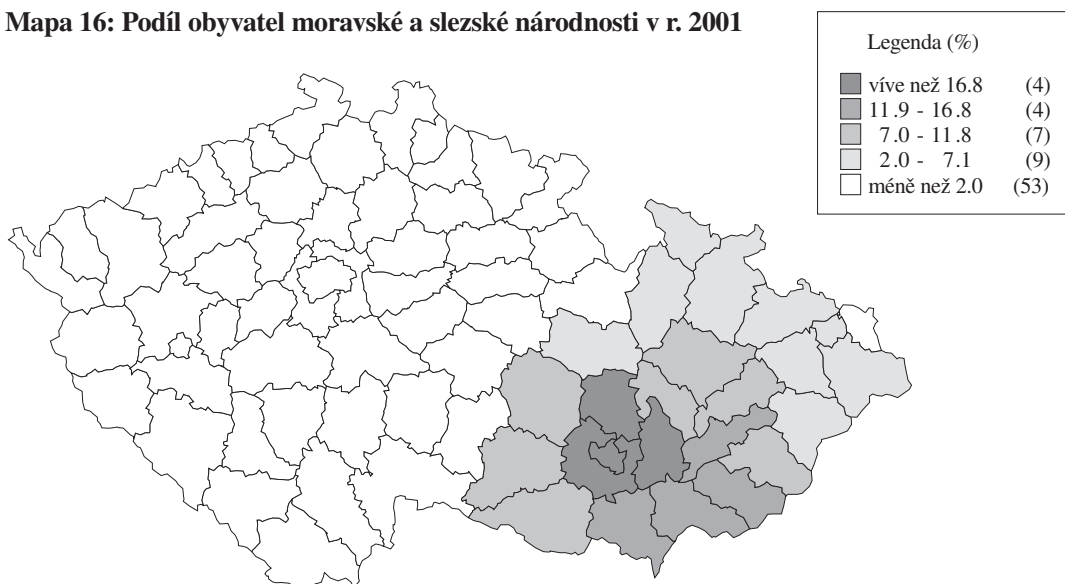 Mapa 16: Podíl obyvatel moravské a slezské národnosti v r. 2001
Legenda (%)
víve než 16.8 (4)
11.9 - 16.8 (4)
7.0 - 11.8 (7)
2.0 - 7.1 (9)
méně než 2.0 (53)